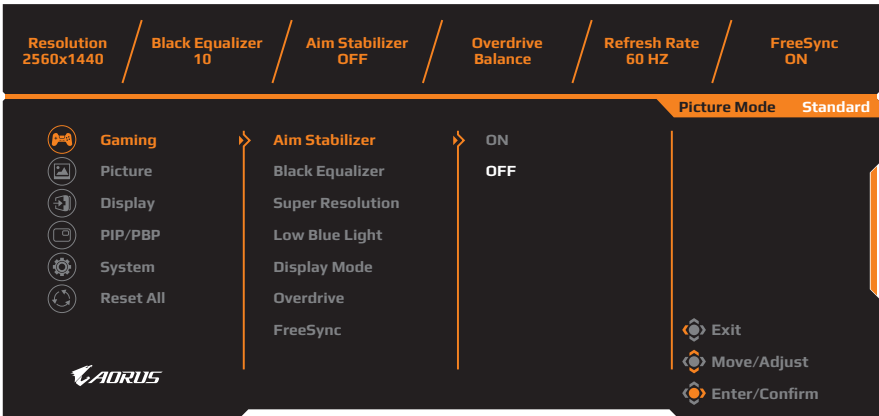 Resolution Black Equalizer Aim Stabilizer Overdrive Refresh Rate FreeSync
2560x1440 10 OFF Balance 60 HZ ON
Picture Mode Standard
Gaming Aim Stabilizer ON
Picture Black Equalizer OFF
Display Super Resolution
PIP/PBP Low Blue Light
System Display Mode
Reset All Overdrive
FreeSync Exit
AORUS Move/Adjust
Enter/Confirm